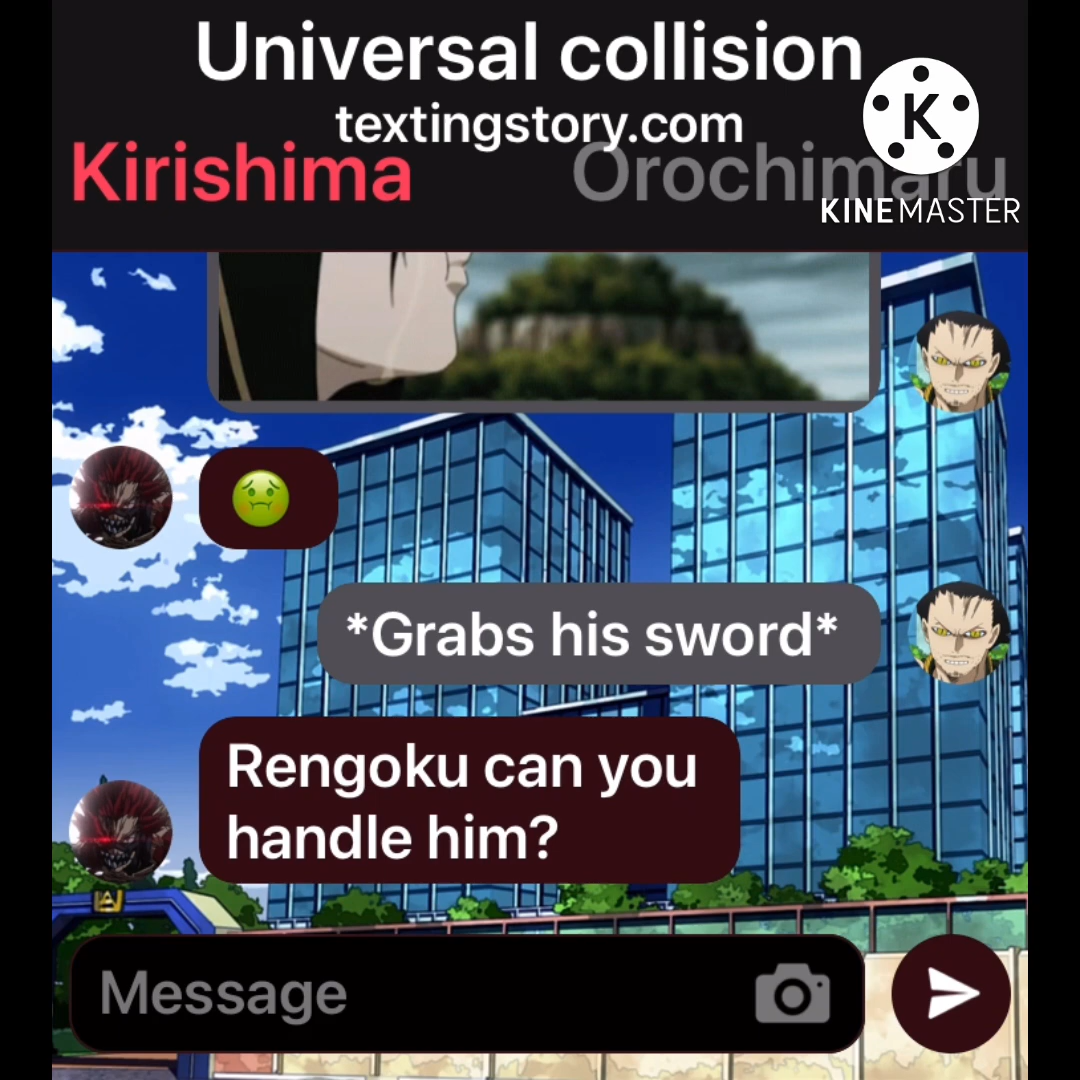 Universal collision
textingstory.com
Kirishima
Orochimaru
K
KINEMASTER
*Grabs his sword*
Rengoku can you
handle him?
Message